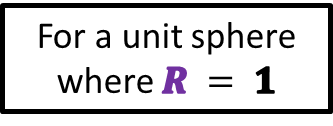 For a unit sphere
where R = 1